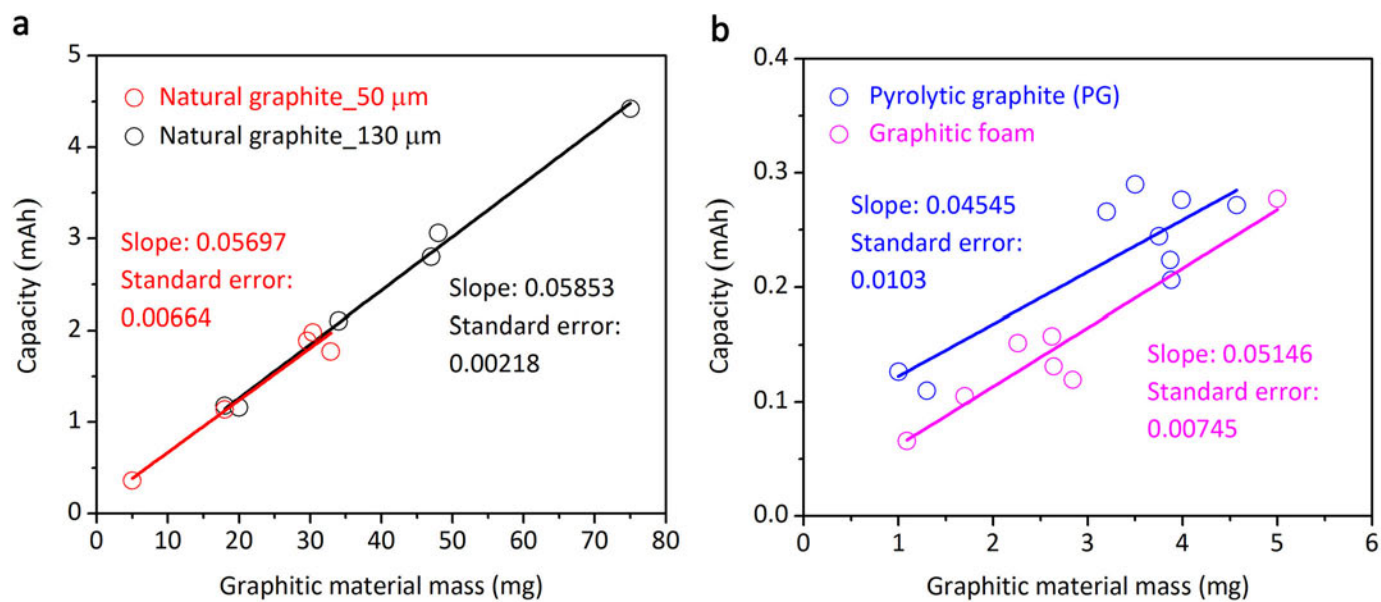 a
5
4
3
2
1
0
Capacity (mAh)
Natural graphite_50 μm
Natural graphite_130 μm
Slope: 0.05697
Standard error:
0.00664
Slope: 0.05853
Standard error:
0.00218
0 10 20 30 40 50 60 70 80
Graphitic material mass (mg)
b
0.4
0.3
0.2
0.1
0.0
Capacity (mAh)
Pyrolytic graphite (PG)
Graphitic foam
Slope: 0.04545
Standard error:
0.0103
Slope: 0.05146
Standard error:
0.00745
0 1 2 3 4 5 6
Graphitic material mass (mg)